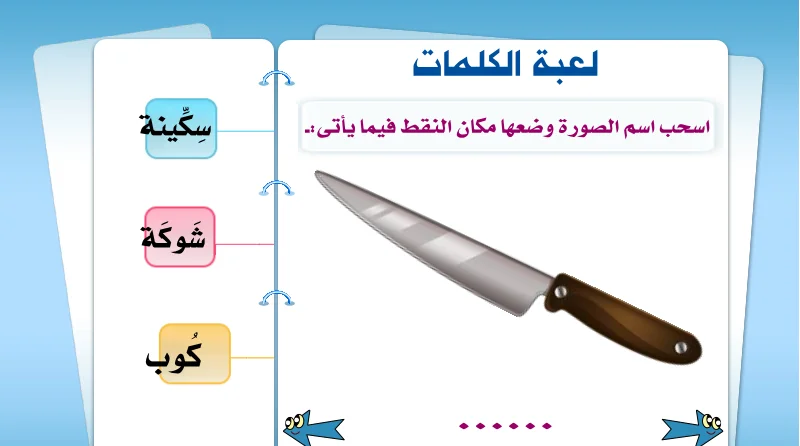 لعبة الكلمات
اسحب اسم الصورة وضعها مكان النقط فيما يأتى :ـ
سِكِّينة
شَوكَة
كُوب